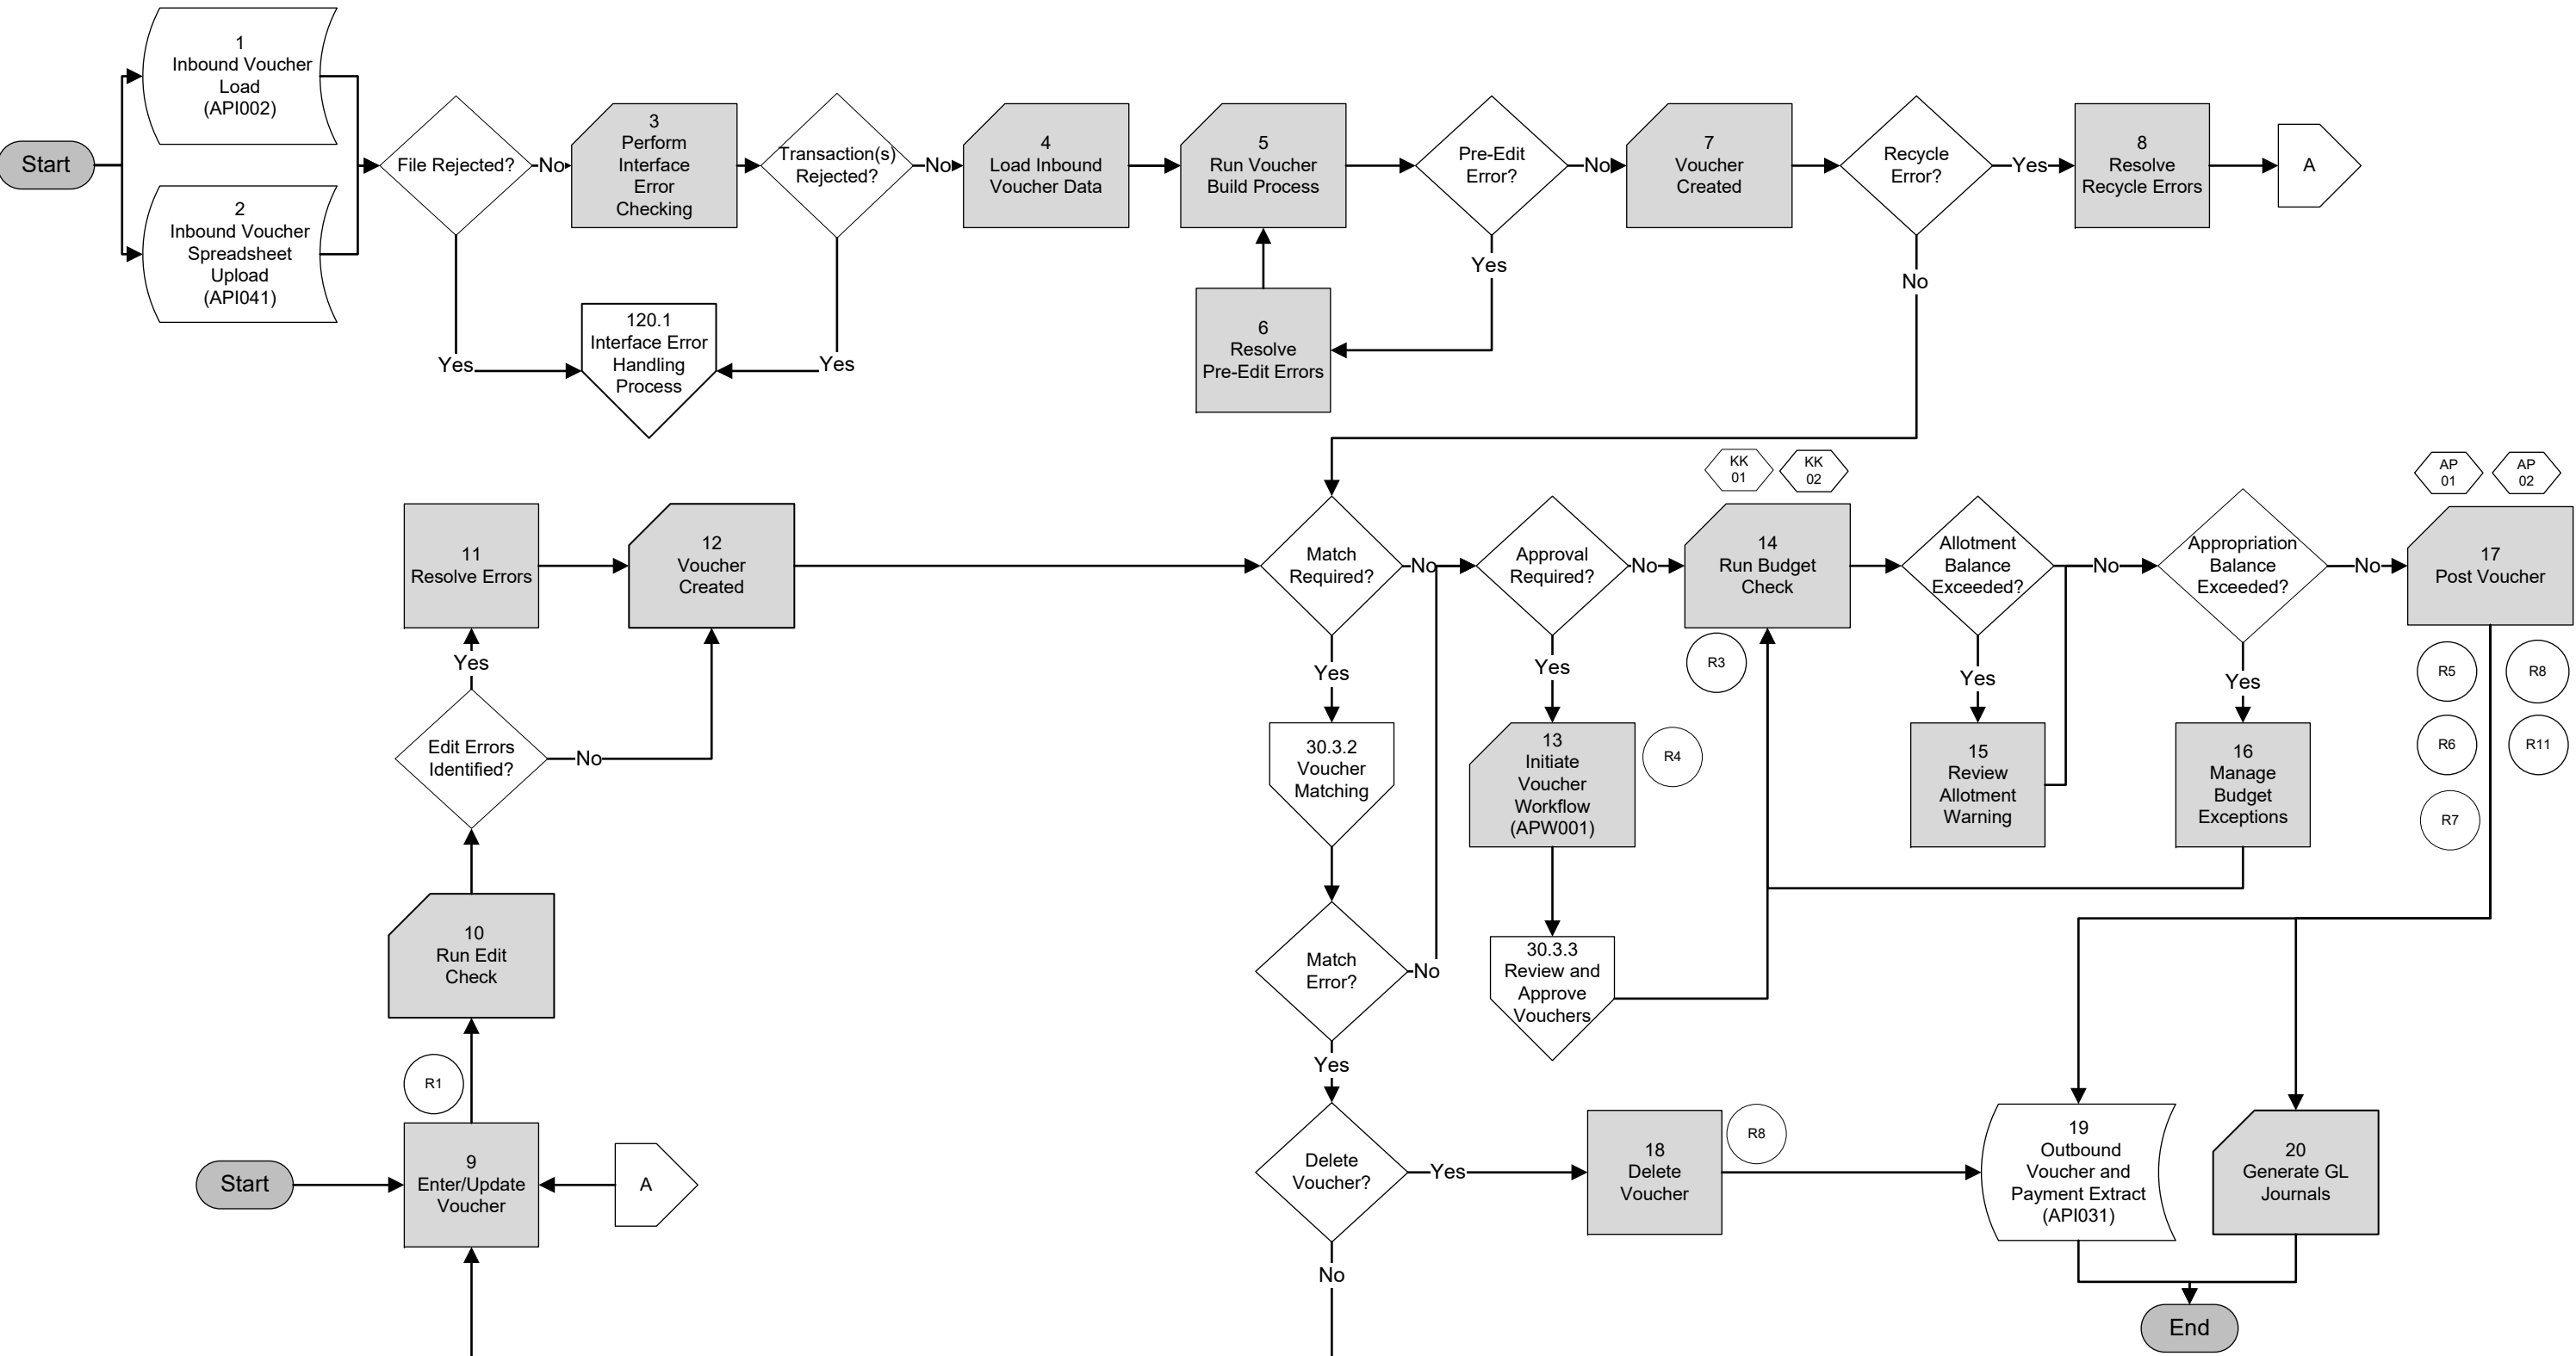 1
Inbound Voucher
Load
(API002)
Start
2
Inbound Voucher
Spreadsheet
Upload
(API041)
File Rejected?
No
Yes
3
Perform
Interface
Error
Checking
Transaction(s)
Rejected?
No
Yes
120.1
Interface Error
Handling
Process
4
Load Inbound
Voucher Data
5
Run Voucher
Build Process
Pre-Edit
Error?
No
Yes
6
Resolve
Pre-Edit Errors
7
Voucher
Created
Recycle
Error?
Yes
No
8
Resolve
Recycle Errors
A
11
Resolve Errors
12
Voucher
Created
Yes
Edit Errors
Identified?
No
10
Run Edit
Check
R1
Start
9
Enter/Update
Voucher
A
Match
Required?
No
Yes
30.3.2
Voucher
Matching
Match
Error?
No
Yes
Delete
Voucher?
Yes
No
Approval
Required?
No
Yes
13
Initiate
Voucher
Workflow
(APW001)
R4
30.3.3
Review and
Approve
Vouchers
KK
01
KK
02
14
Run Budget
Check
R3
Allotment
Balance
Exceeded?
No
Yes
15
Review
Allotment
Warning
Appropriation
Balance
Exceeded?
No
Yes
16
Manage
Budget
Exceptions
AP
01
AP
02
17
Post Voucher
R5
R8
R6
R11
R7
18
Delete
Voucher
R8
19
Outbound
Voucher and
Payment Extract
(API031)
20
Generate GL
Journals
End